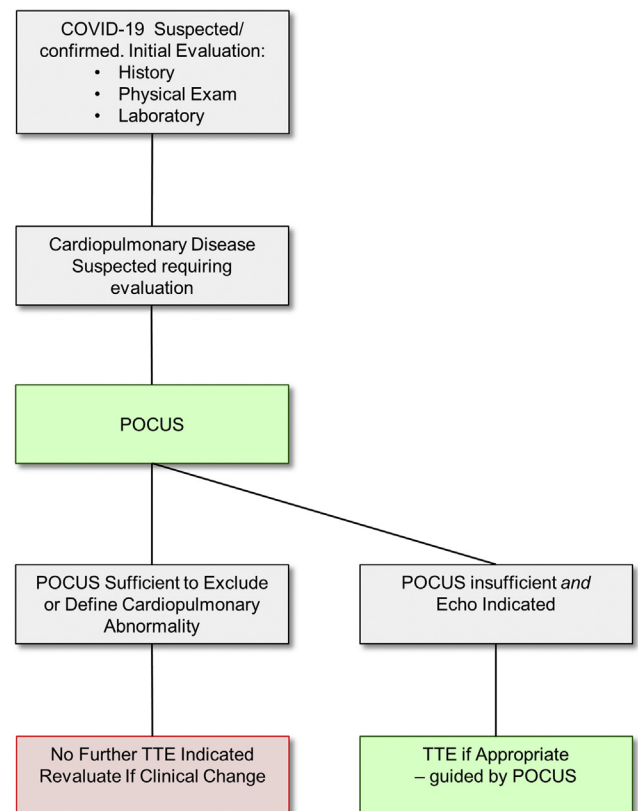 COVID-19 Suspected/
confirmed. Initial Evaluation:
• History
• Physical Exam
• Laboratory
Cardiopulmonary Disease
Suspected requiring
evaluation
POCUS
POCUS Sufficient to Exclude
or Define Cardiopulmonary
Abnormality
POCUS insufficient and
Echo Indicated
No Further TTE Indicated
Revaluate If Clinical Change
TTE if Appropriate
– guided by POCUS